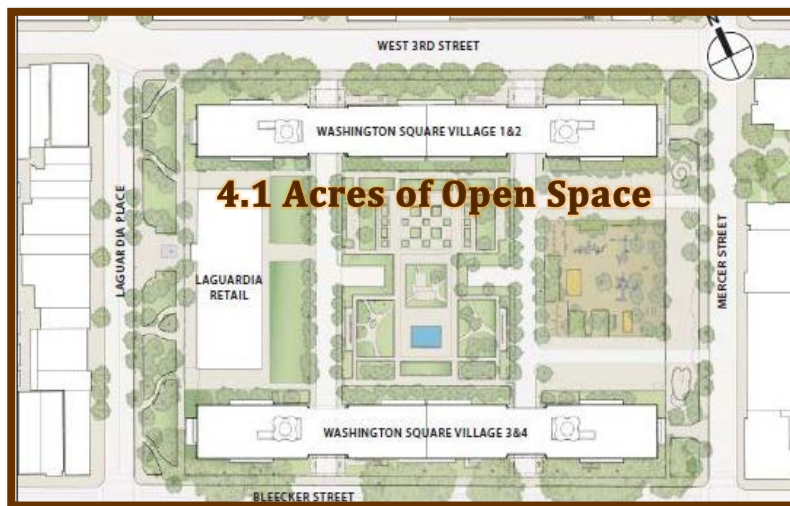 WEST 3RD STREET
N
WASHINGTON SQUARE VILLAGE 1&2
4.1 Acres of Open Space
LAGUARDIA PLACE
LAGUARDIA
RETAIL
MERCER STREET
WASHINGTON SQUARE VILLAGE 3&4
BLEECKER STREET